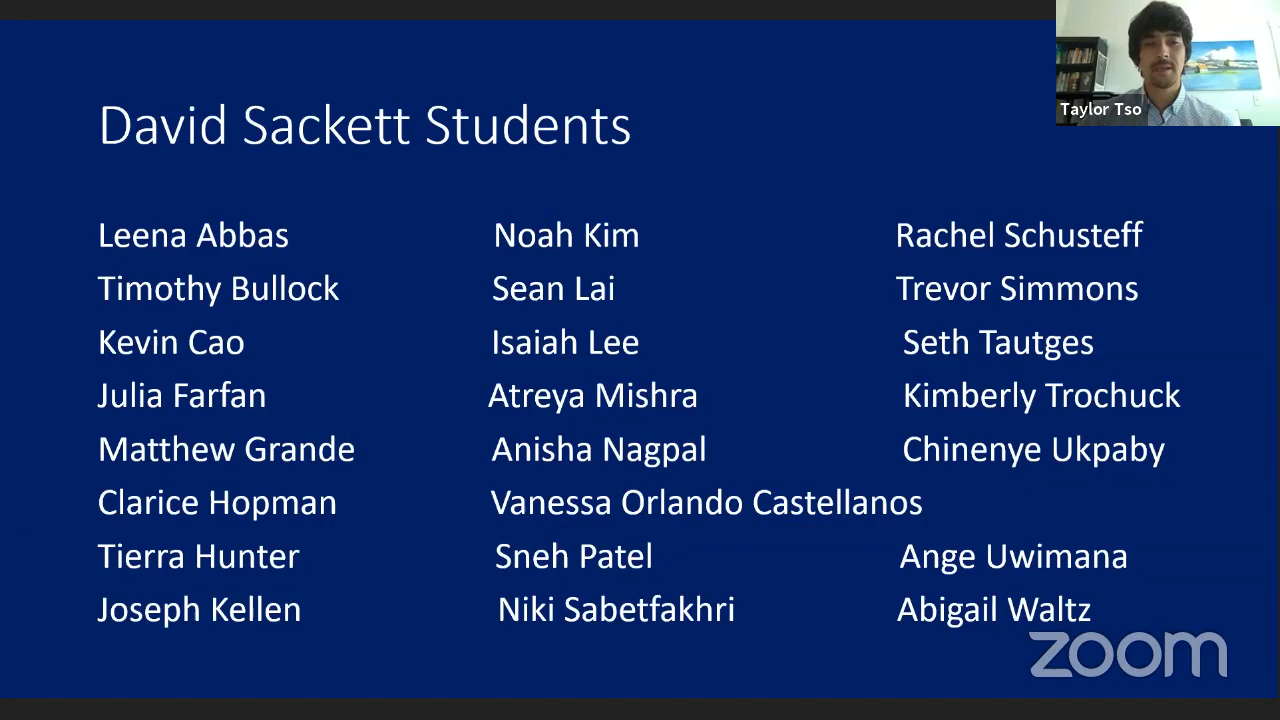 Taylor Tso
David Sackett Students
Leena Abbas Noah Kim Rachel Schusteff
Timothy Bullock Sean Lai Trevor Simmons
Kevin Cao Isaiah Lee Seth Tautges
Julia Farfan Atreya Mishra Kimberly Trochuck
Matthew Grande Anisha Nagpal Chinenye Ukpaby
Clarice Hopman Vanessa Orlando Castellanos
Tierra Hunter Sneh Patel Ange Uwimana
Joseph Kellen Niki Sabetfakhri Abigail Waltz
zoom